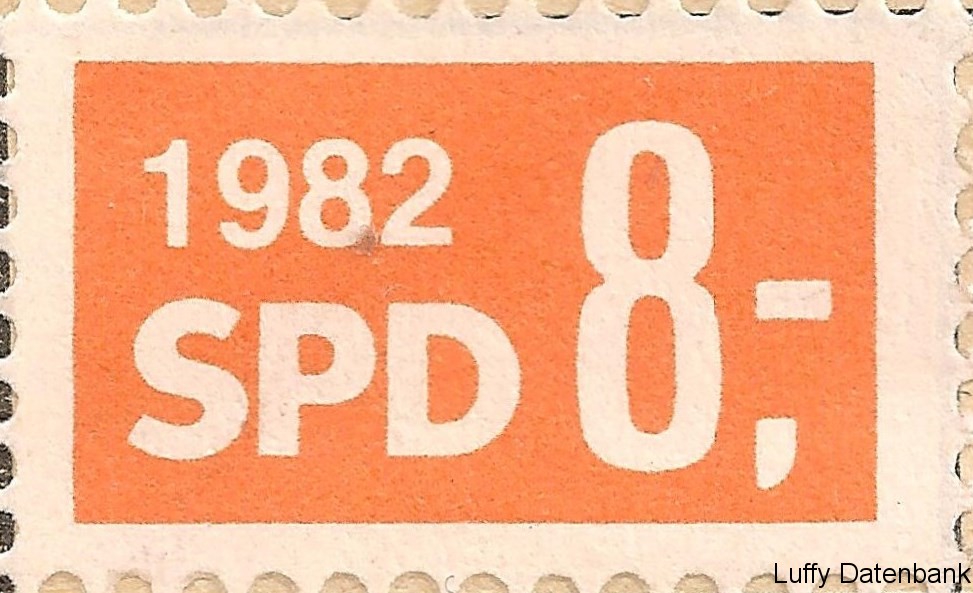 1982
SPD
8,-
Luffy Datenbank